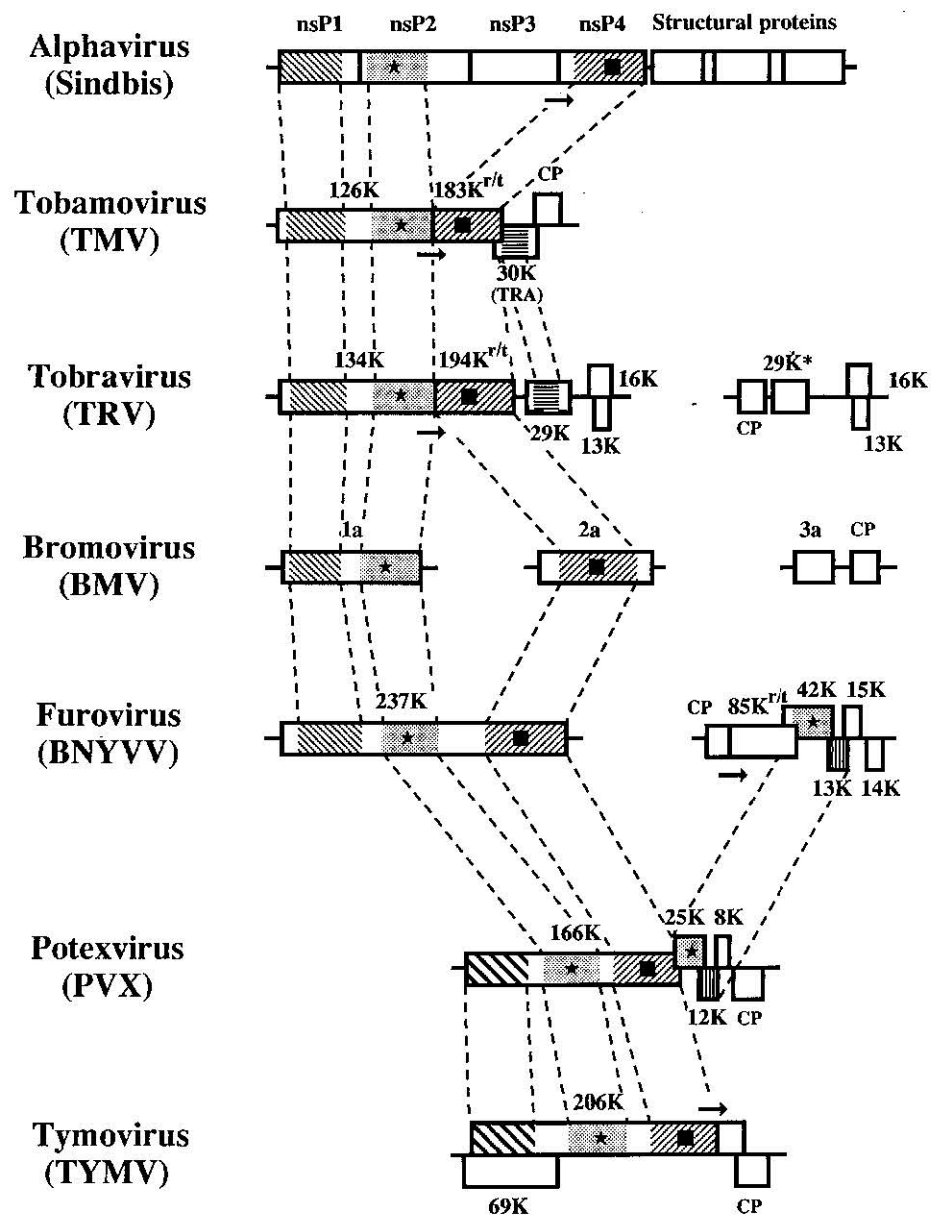 nsP1 nsP2 nsP3 nsP4 Structural proteins
Alphavirus
(Sindbis)
Tobamovirus
(TMV)
126K 183K r/t CP
30K
(TRA)
Tobravirus
(TRV)
134K 194K r/t 16K 29K* 16K
29K 13K CP 13K
Bromovirus
(BMV)
1a 2a 3a CP
Furovirus
(BNYVV)
237K CP 85K r/t 42K 15K
13K 14K
Potexvirus
(PVX)
166K 25K 8K
12K CP
Tymovirus
(TYMV)
206K
69K CP